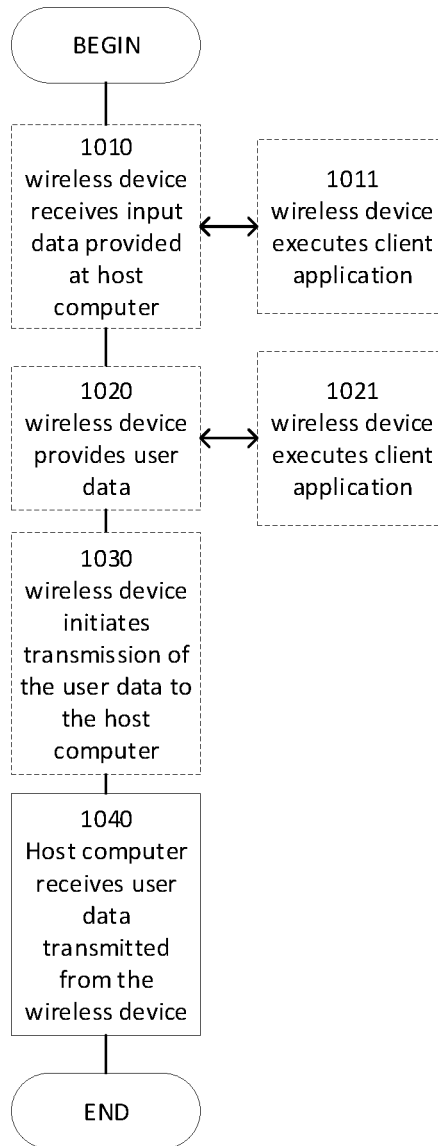 BEGIN
1010
wireless device
receives input
data provided
at host
computer
1011
wireless device
executes client
application
1020
wireless device
provides user
data
1021
wireless device
executes client
application
1030
wireless device
initiates
transmission of
the user data to
the host
computer
1040
Host computer
receives user
data
transmitted
from the
wireless device
END